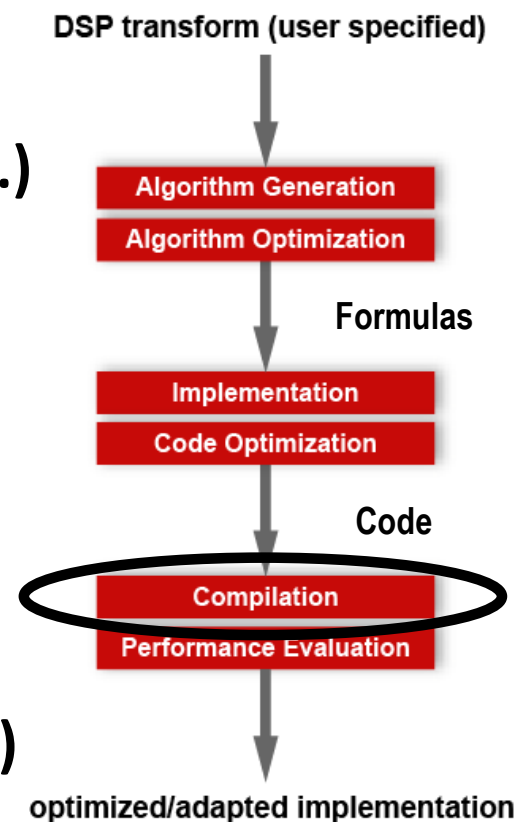 DSP transform (user specified)
.)
Algorithm Generation
Algorithm Optimization
Formulas
Implementation
Code Optimization
Code
Compilation
Performance Evaluation
)
optimized/adapted implementation